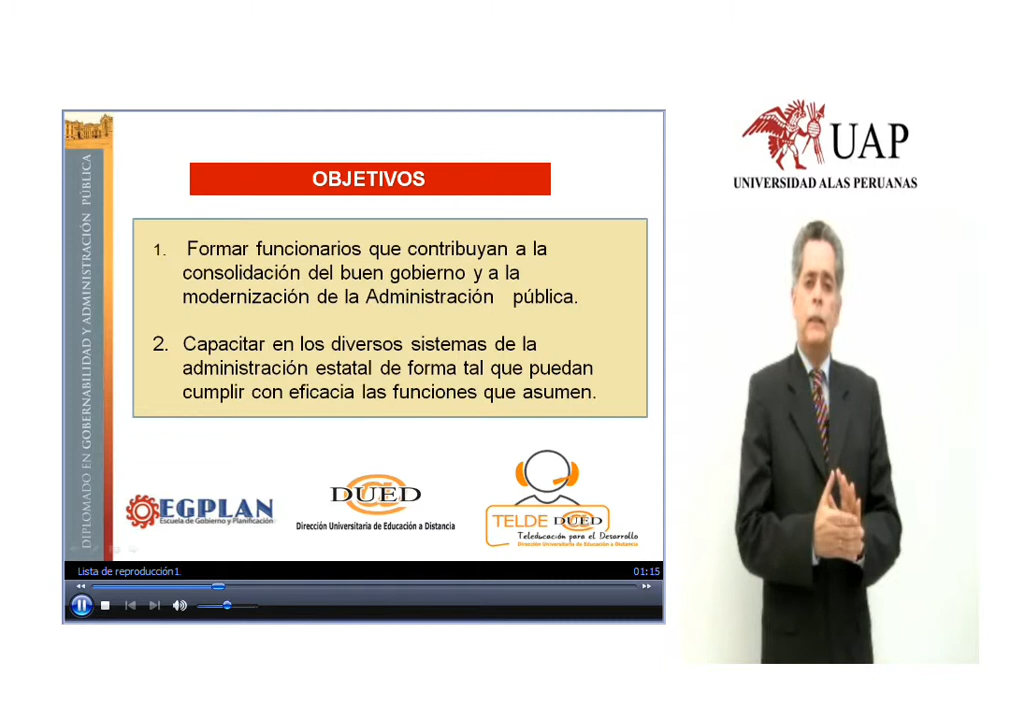 UAP
UNIVERSIDAD ALAS PERUANAS
DIPLOMADO EN GOBERNABILIDAD Y ADMINISTRACIÓN PÚBLICA
OBJETIVOS
1. Formar funcionarios que contribuyan a la
consolidación del buen gobierno y a la
modernización de la Administración pública.
2. Capacitar en los diversos sistemas de la
administración estatal de forma tal que puedan
cumplir con eficacia las funciones que asumen.
EGPLAN
Escuela de Gobierno y Planificación
DUED
Dirección Universitaria de Educación a Distancia
TELDE DUED
Teleducación para el Desarrollo
Dirección Universitaria de Educación a Distancia
Lista de reproducción1
01:15